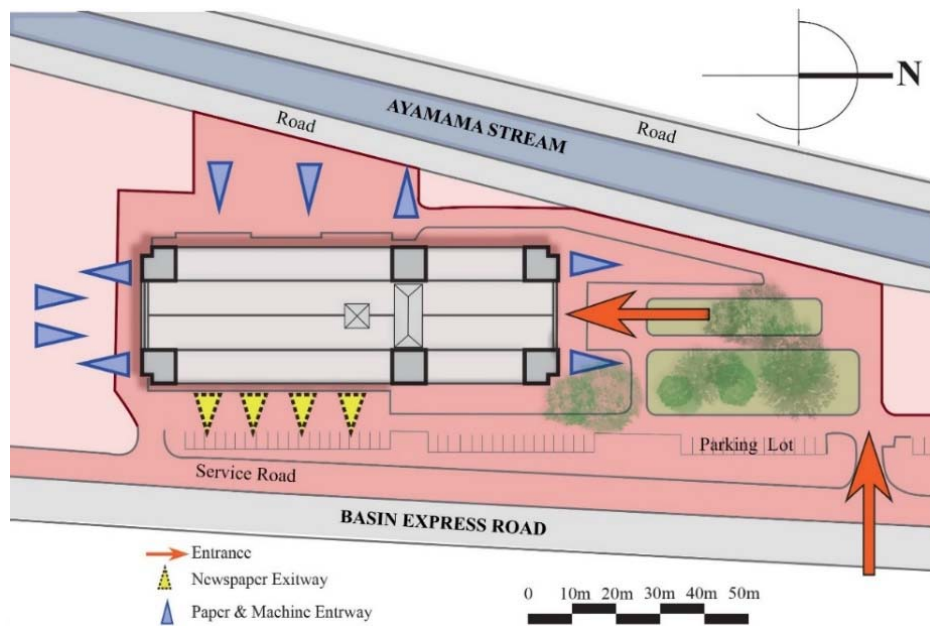 N
Road
AYAMAMA STREAM
Road
Parking Lot
Service Road
BASIN EXPRESS ROAD
Entrance
Newspaper Exitway
Paper & Machine Entrway
0 10m 20m 30m 40m 50m